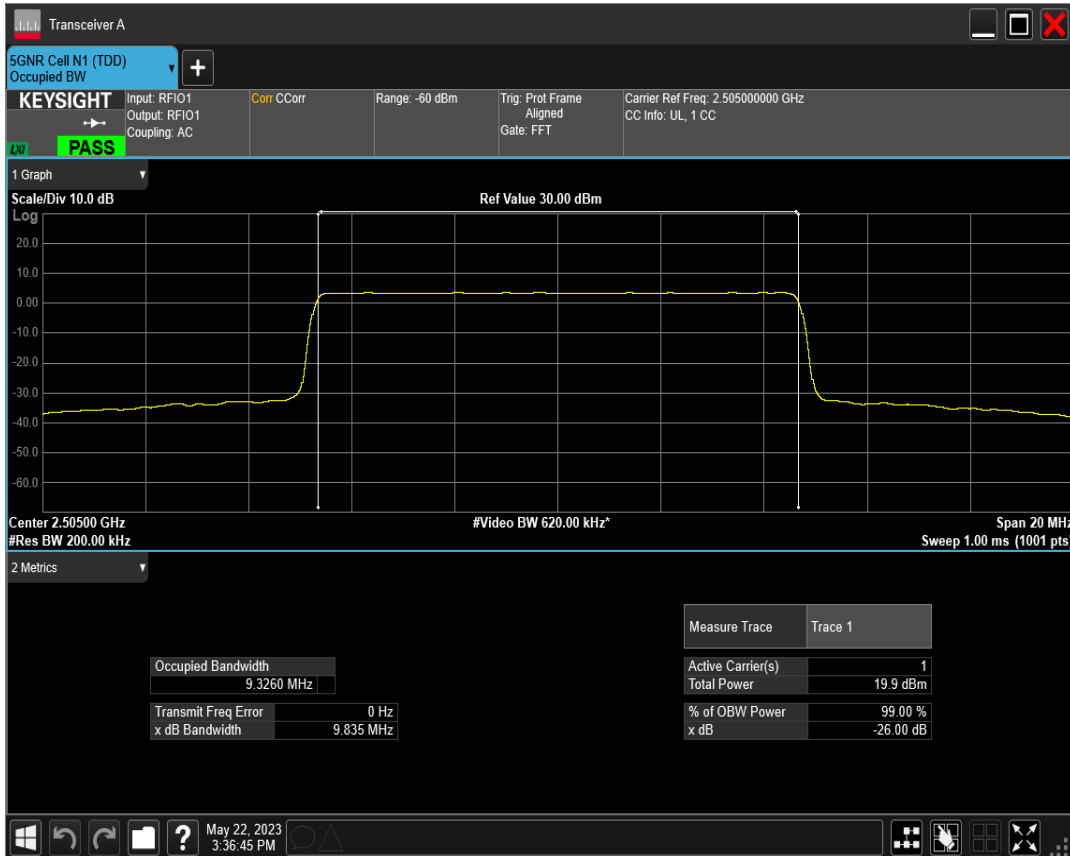 Transceiver A
5GNR Cell N1 (TDD)
Occupied BW
+
KEYSIGHT
LXI
PASS
Input: RFIO1
Output: RFIO1
Coupling: AC
Corr CCorr
Range: -60 dBm
Trig: Prot Frame
Aligned
Gate: FFT
Carrier Ref Freq: 2.505000000 GHz
CC Info: UL, 1 CC
1 Graph
Scale/Div 10.0 dB
Ref Value 30.00 dBm
Log
20.0
10.0
0.00
-10.0
-20.0
-30.0
-40.0
-50.0
-60.0
Center 2.50500 GHz
#Video BW 620.00 kHz*
Span 20 MHz
#Res BW 200.00 kHz
Sweep 1.00 ms (1001 pts)
2 Metrics
Measure Trace Trace 1
Occupied Bandwidth
9.3260 MHz
Active Carrier(s) 1
Total Power 19.9 dBm
Transmit Freq Error 0 Hz
x dB Bandwidth 9.835 MHz
% of OBW Power 99.00 %
x dB -26.00 dB
?
May 22, 2023
3:36:45 PM